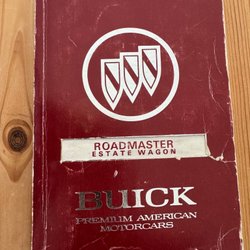 ROADMASTER
ESTATE WAGON
BUICK
PREMIUM AMERICAN
MOTORCARS